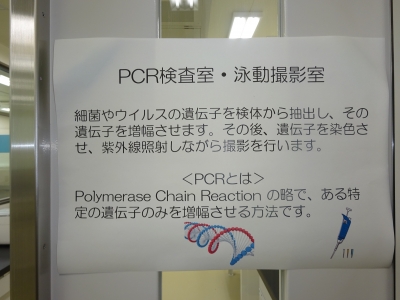 PCR検査室・泳動撮影室
細菌やウイルスの遺伝子を検体から抽出し、その
遺伝子を増幅させます。その後、遺伝子を染色さ
せ、紫外線照射しながら撮影を行います。
＜PCRとは＞
Polymerase Chain Reaction の略で、ある特
定の遺伝子のみを増幅させる方法です。